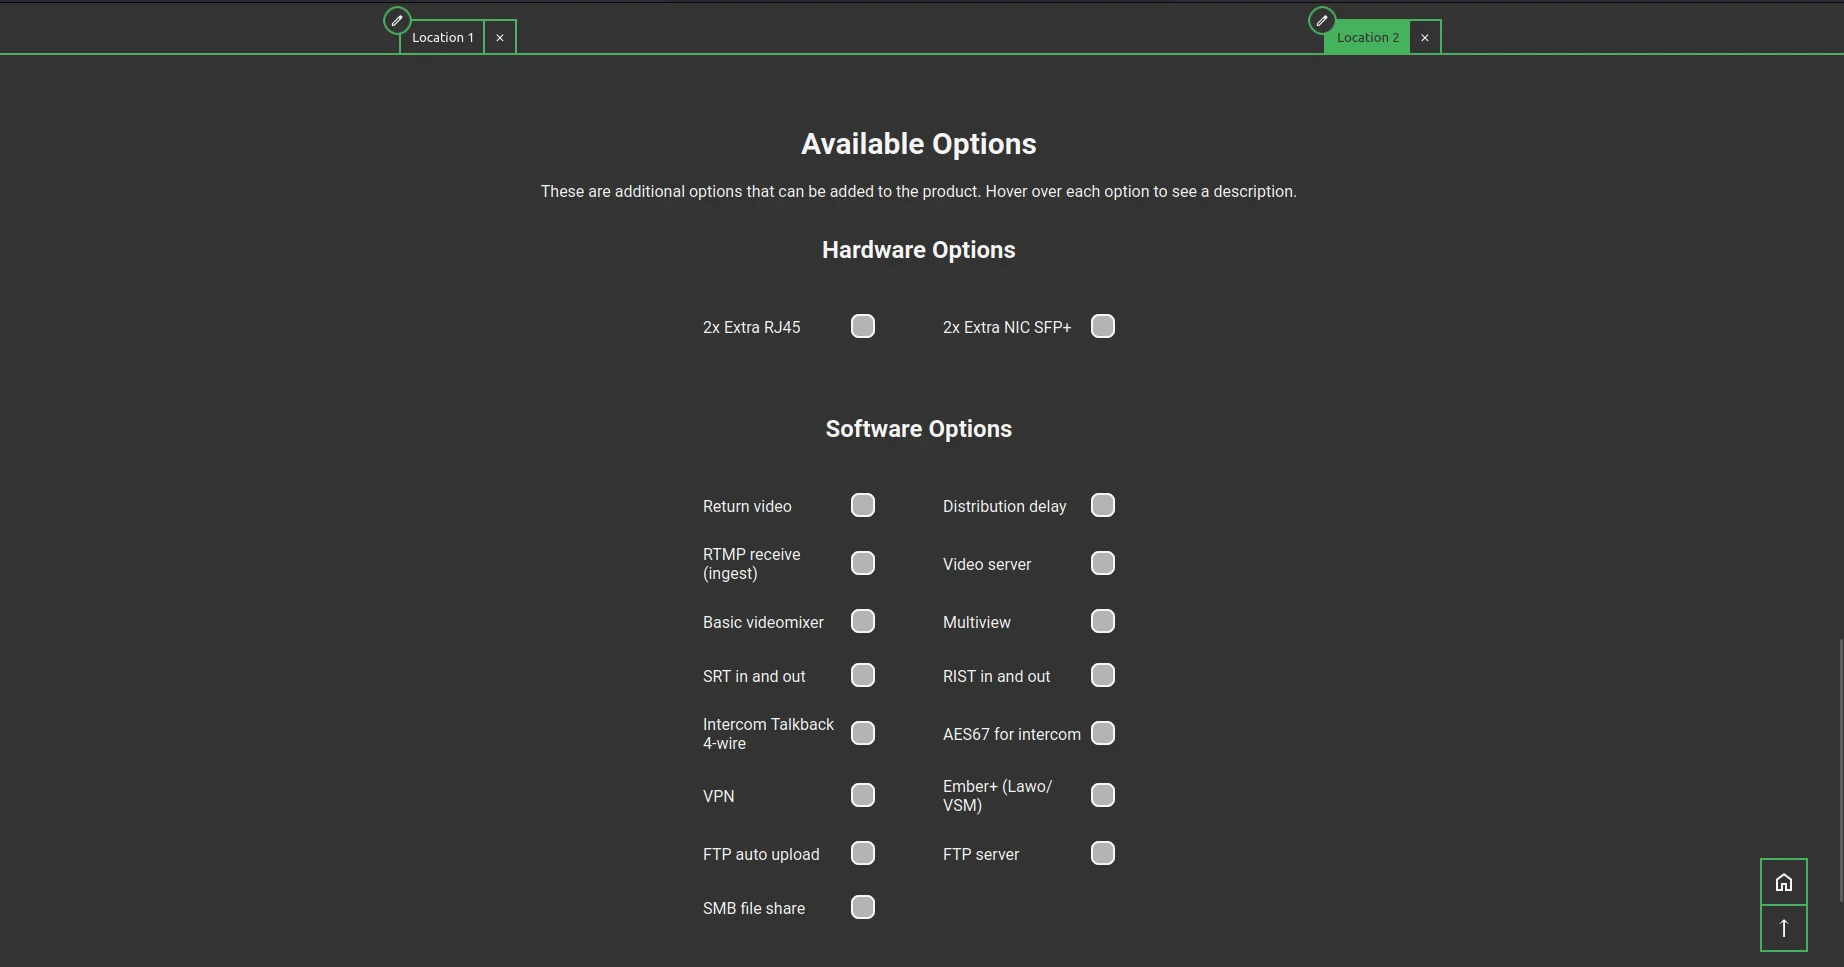 Location 1 ×
Location 2 ×
Available Options
These are additional options that can be added to the product. Hover over each option to see a description.
Hardware Options
2x Extra RJ45
2x Extra NIC SFP+
Software Options
Return video
Distribution delay
RTMP receive
(ingest)
Video server
Basic videomixer
Multiview
SRT in and out
RIST in and out
Intercom Talkback
4-wire
AES67 for intercom
VPN
Ember+ (Lawo/
VSM)
FTP auto upload
FTP server
SMB file share